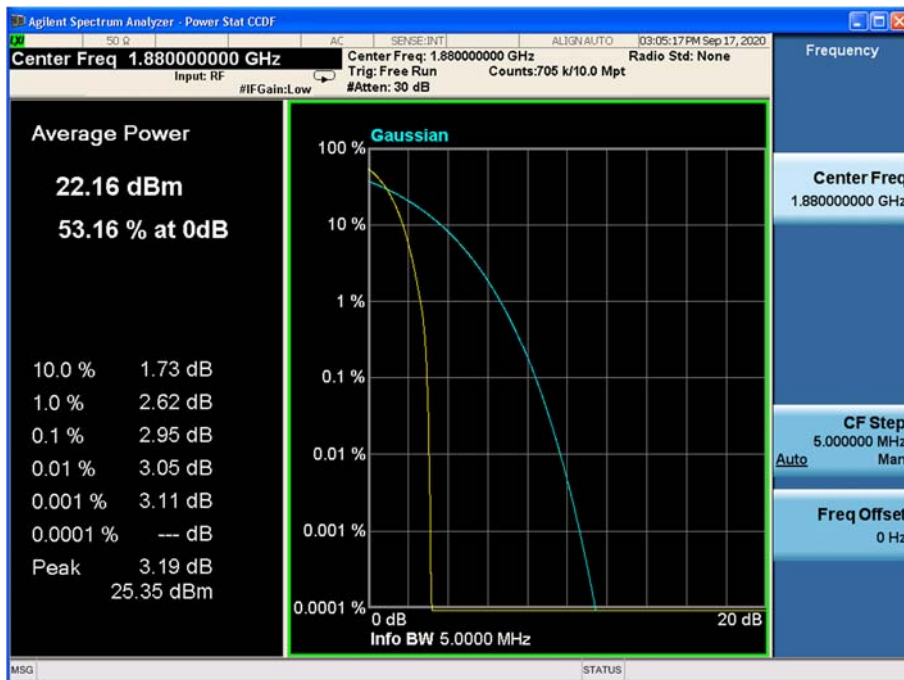 Agilent Spectrum Analyzer - Power Stat CCDF
LXI 50 Ω AC SENSE:INT ALIGN AUTO 03:05:17 PM Sep 17, 2020
Center Freq 1.880000000 GHz
Input: RF
#IFGain:Low
Center Freq: 1.880000000 GHz Radio Std: None
Trig: Free Run Counts:705 k/10.0 Mpt
#Atten: 30 dB
Average Power
22.16 dBm
53.16 % at 0dB
10.0 % 1.73 dB
1.0 % 2.62 dB
0.1 % 2.95 dB
0.01 % 3.05 dB
0.001 % 3.11 dB
0.0001 % --- dB
Peak 3.19 dB
25.35 dBm
Gaussian
100 %
10 %
1 %
0.1 %
0.01 %
0.001 %
0.0001 %
0 dB 20 dB
Info BW 5.0000 MHz
Frequency
Center Freq
1.880000000 GHz
CF Step
5.000000 MHz
Auto Man
Freq Offset
0 Hz
MSG STATUS